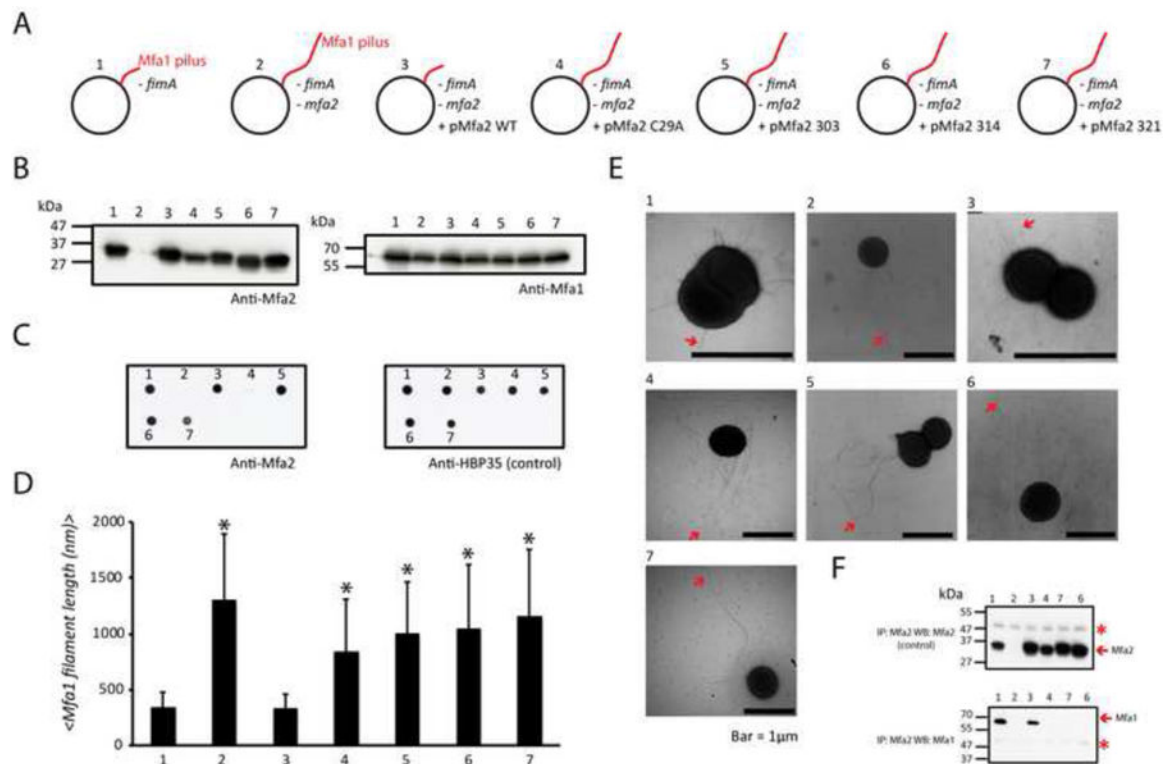 A
1 2 3 4 5 6 7
Mfa1 pilus Mfa1 pilus
- fimA - fimA - fimA - fimA - fimA - fimA - fimA
- mfa2 - mfa2 - mfa2 - mfa2 - mfa2 - mfa2
+ pMfa2 WT + pMfa2 C29A + pMfa2 303 + pMfa2 314 + pMfa2 321
B
kDa 1 2 3 4 5 6 7
47
37
27
Anti-Mfa2
kDa 1 2 3 4 5 6 7
70
55
Anti-Mfa1
C
1 2 3 4 5
6 7
Anti-Mfa2
1 2 3 4 5
6 7
Anti-HBP35 (control)
D
<Mfa1 filament length (nm)>
2000
1500
1000
500
0
* * * * *
1 2 3 4 5 6 7
E
1 2 3
4 5 6
7
Bar = 1µm
F
kDa 1 2 3 4 7 6
55
47
37
27
IP: Mfa2 WB: Mfa2
(control)
*
Mfa2
1 2 3 4 7 6
70
55
47
IP: Mfa2 WB: Mfa1
Mfa1
*